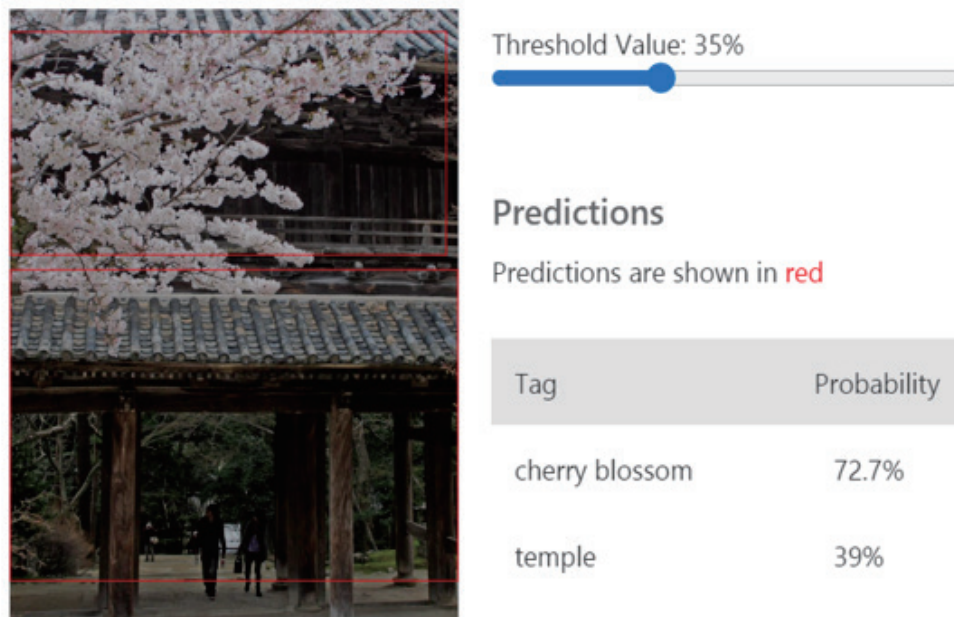 Threshold Value: 35%
Predictions
Predictions are shown in red
Tag Probability
cherry blossom 72.7%
temple 39%